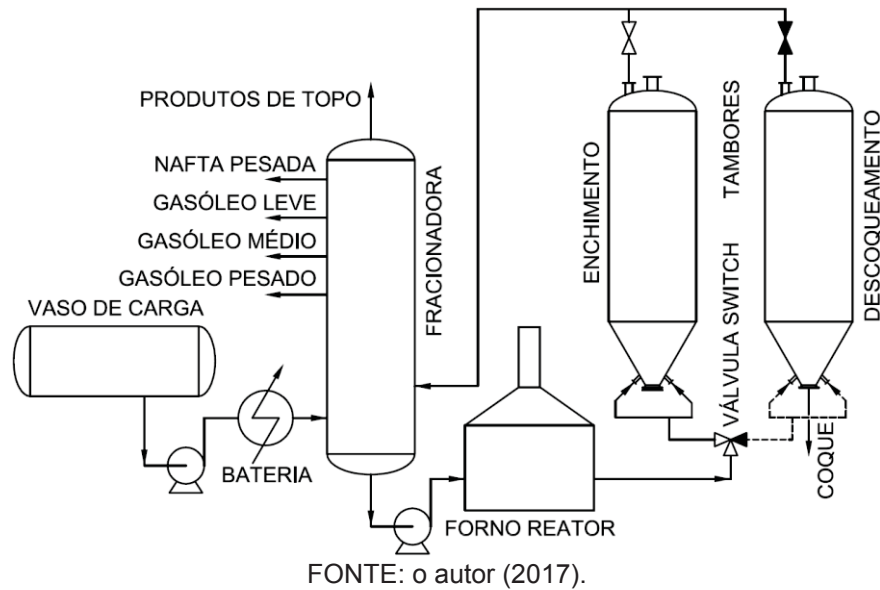 PRODUTOS DE TOPO
NAFTA PESADA
GASÓLEO LEVE
GASÓLEO MÉDIO
GASÓLEO PESADO
VASO DE CARGA
BATERIA
FRACIONADORA
FORNO REATOR
ENCHIMENTO
TAMBORES
VÁLVULA SWITCH
DESCOQUEAMENTO
COQUE
FONTE: o autor (2017).